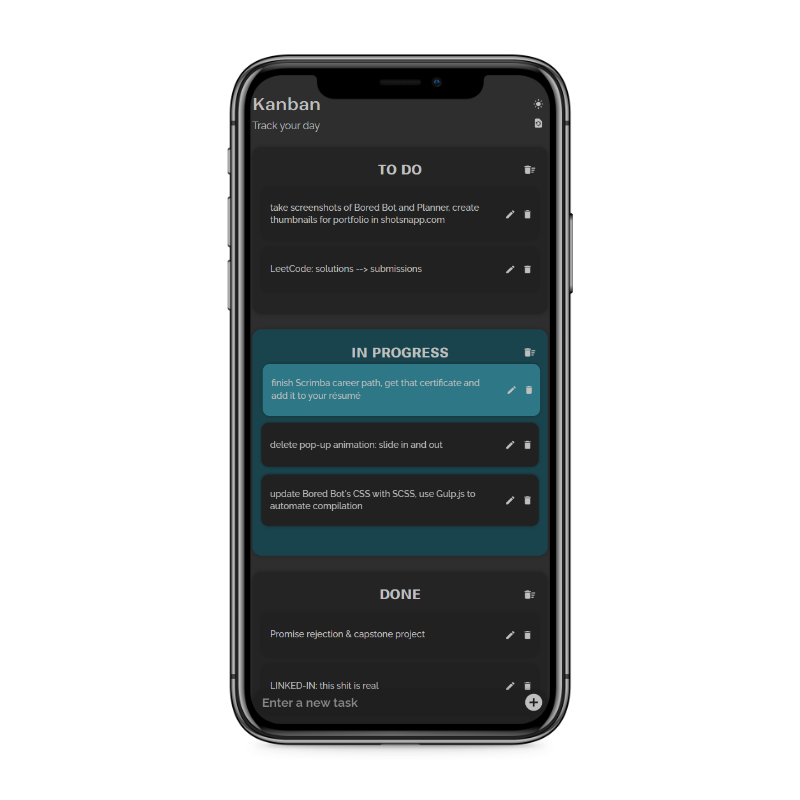 Kanban
Track your day
TO DO
take screenshots of Bored Bot and Planner, create
thumbnails for portfolio in shotsnapp.com
LeetCode: solutions --> submissions
IN PROGRESS
finish Scrimba career path, get that certificate and
add it to your résumé
delete pop-up animation: slide in and out
update Bored Bot's CSS with SCSS, use Gulp.js to
automate compilation
DONE
Promise rejection & capstone project
LINKED-IN: this shit is real
Enter a new task